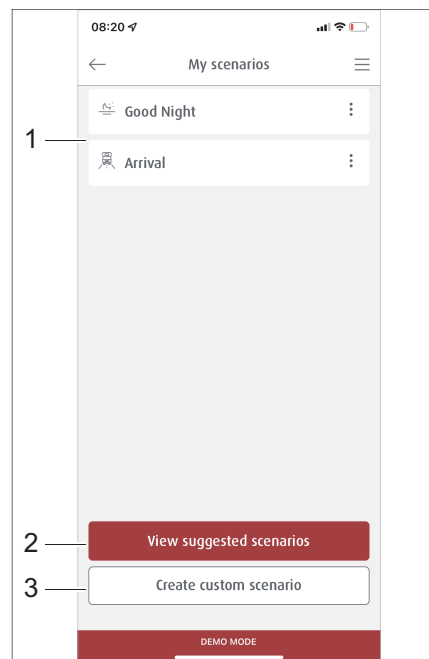 08:20
My scenarios
Good Night
1
Arrival
2
View suggested scenarios
3
Create custom scenario
DEMO MODE